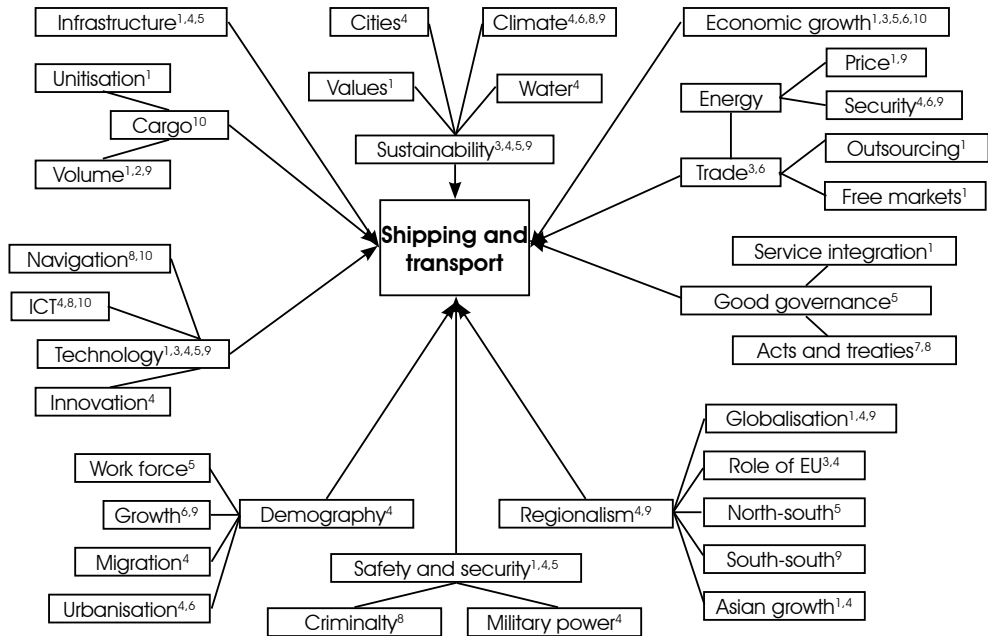 Infrastructure1,4,5
Cities4
Climate4,6,8,9
Economic growth1,3,5,6,10
Unitisation1
Values1
Water4
Price1,9
Energy
Security4,6,9
Cargo10
Sustainability3,4,5,9
Outsourcing1
Volume1,2,9
Trade3,6
Free markets1
Shipping and
transport
Navigation8,10
Service integration1
ICT4,8,10
Good governance5
Technology1,3,4,5,9
Acts and treaties7,8
Innovation4
Globalisation1,4,9
Work force5
Role of EU3,4
Growth6,9
Demography4
Regionalism4,9
North-south5
Migration4
Safety and security1,4,5
South-south9
Urbanisation4,6
Criminalty8
Military power4
Asian growth1,4